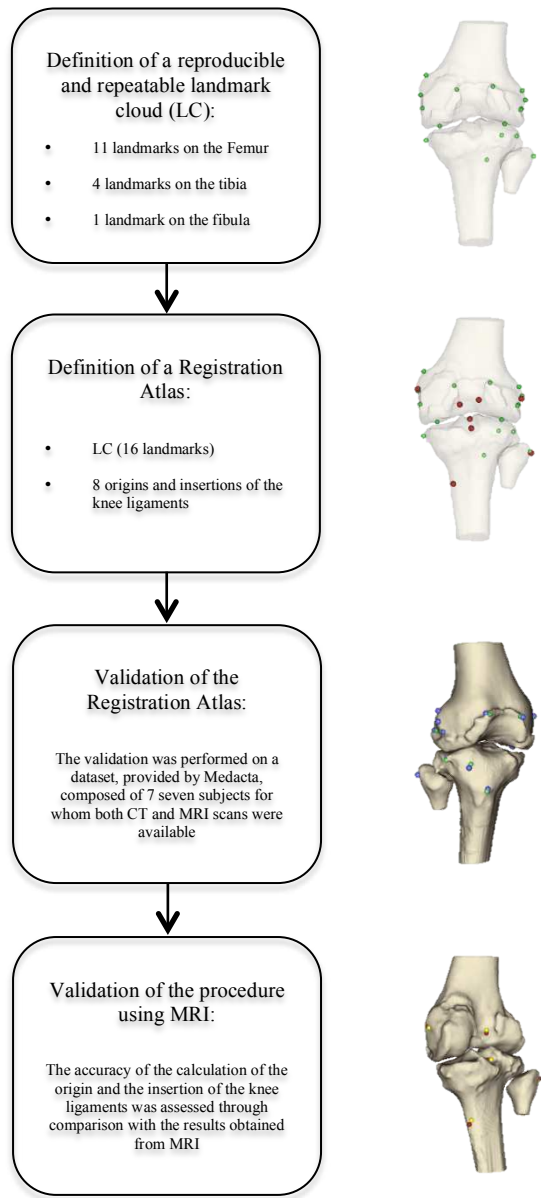 Definition of a reproducible
and repeatable landmark
cloud (LC):
• 11 landmarks on the Femur
• 4 landmarks on the tibia
• 1 landmark on the fibula
Definition of a Registration
Atlas:
• LC (16 landmarks)
• 8 origins and insertions of the
knee ligaments
Validation of the
Registration Atlas:
The validation was performed on a
dataset, provided by Medacta,
composed of 7 seven subjects for
whom both CT and MRI scans were
available
Validation of the procedure
using MRI:
The accuracy of the calculation of the
origin and the insertion of the knee
ligaments was assessed through
comparison with the results obtained
from MRI